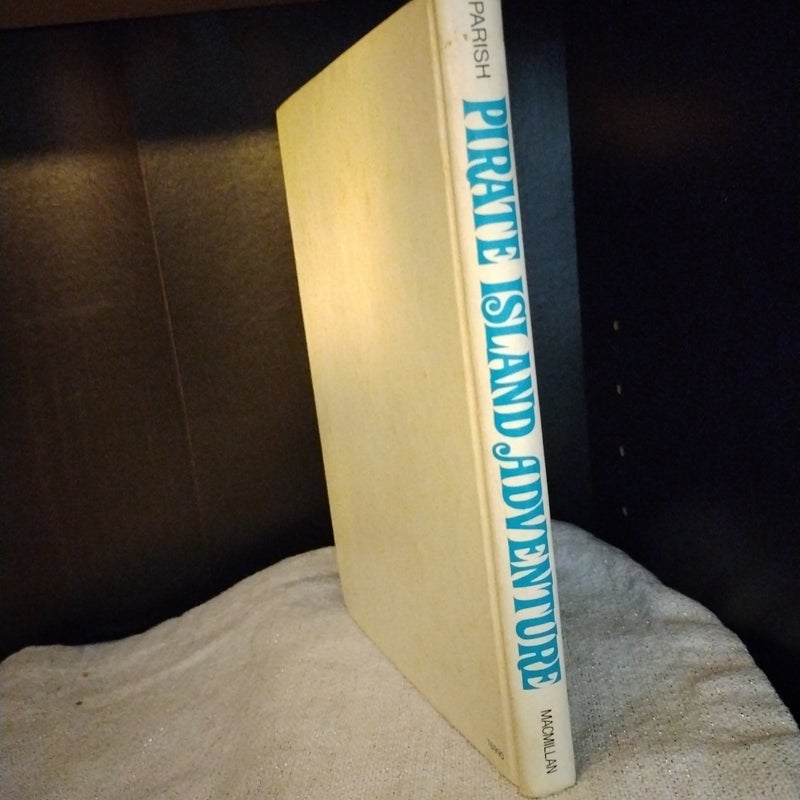 PARISH
PIRATE ISLAND ADVENTURE
MACMILLAN